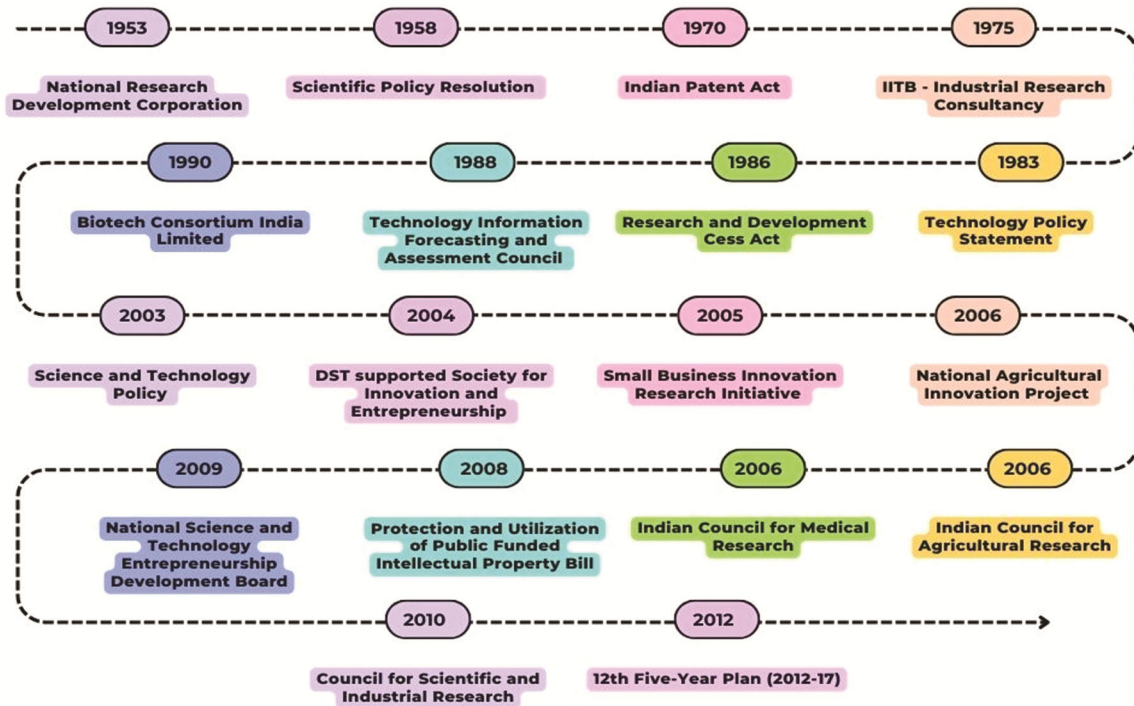 1953
1958
1970
1975
National Research
Development Corporation
Scientific Policy Resolution
Indian Patent Act
IITB - Industrial Research
Consultancy
1990
1988
1986
1983
Biotech Consortium India
Limited
Technology Information
Forecasting and
Assessment Council
Research and Development
Cess Act
Technology Policy
Statement
2003
2004
2005
2006
Science and Technology
Policy
DST supported Society for
Innovation and
Entrepreneurship
Small Business Innovation
Research Initiative
National Agricultural
Innovation Project
2009
2008
2006
2006
National Science and
Technology
Entrepreneurship
Development Board
Protection and Utilization
of Public Funded
Intellectual Property Bill
Indian Council for Medical
Research
Indian Council for
Agricultural Research
2010
2012
Council for Scientific and
Industrial Research
12th Five-Year Plan (2012-17)